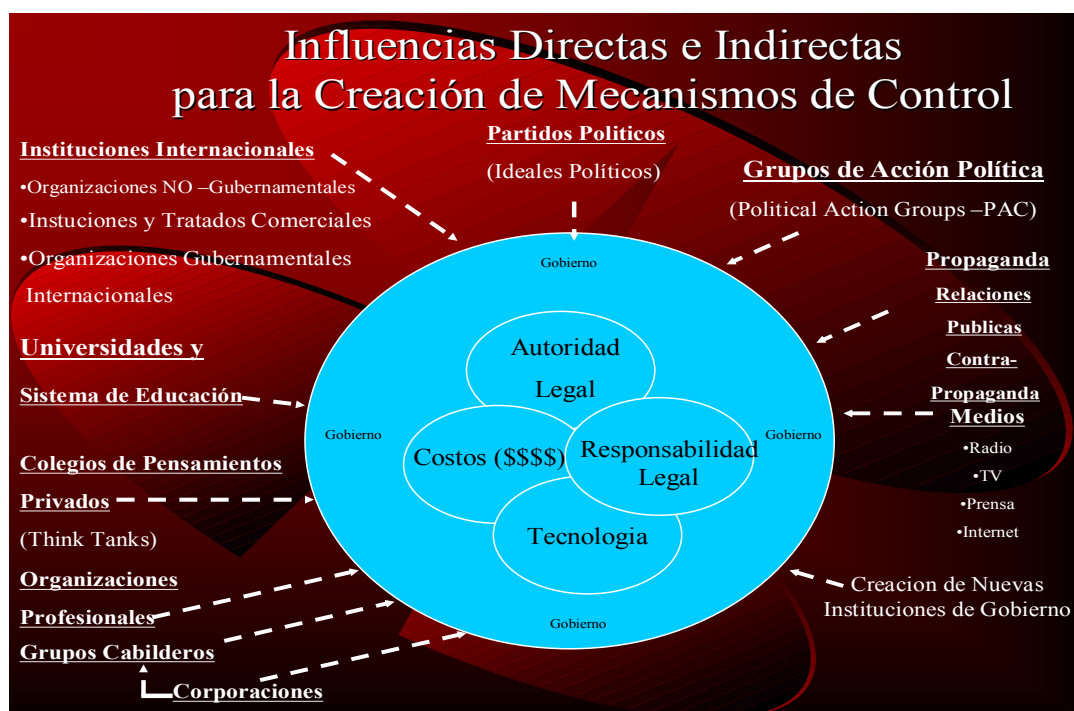 Influencias Directas e Indirectas
para la Creación de Mecanismos de Control
Instituciones Internacionales
•Organizaciones NO –Gubernamentales
•Instuciones y Tratados Comerciales
•Organizaciones Gubernamentales
Internacionales
Universidades y
Sistema de Educación
Colegios de Pensamientos
Privados
(Think Tanks)
Organizaciones
Profesionales
Grupos Cabilderos
Corporaciones
Partidos Politicos
(Ideales Políticos)
Gobierno
Autoridad
Legal
Gobierno
Costos ($$$$)
Responsabilidad
Legal
Gobierno
Tecnologia
Gobierno
Grupos de Acción Política
(Political Action Groups –PAC)
Propaganda
Relaciones
Publicas
Contra-
Propaganda
Medios
•Radio
•TV
•Prensa
•Internet
Creacion de Nuevas
Instituciones de Gobierno